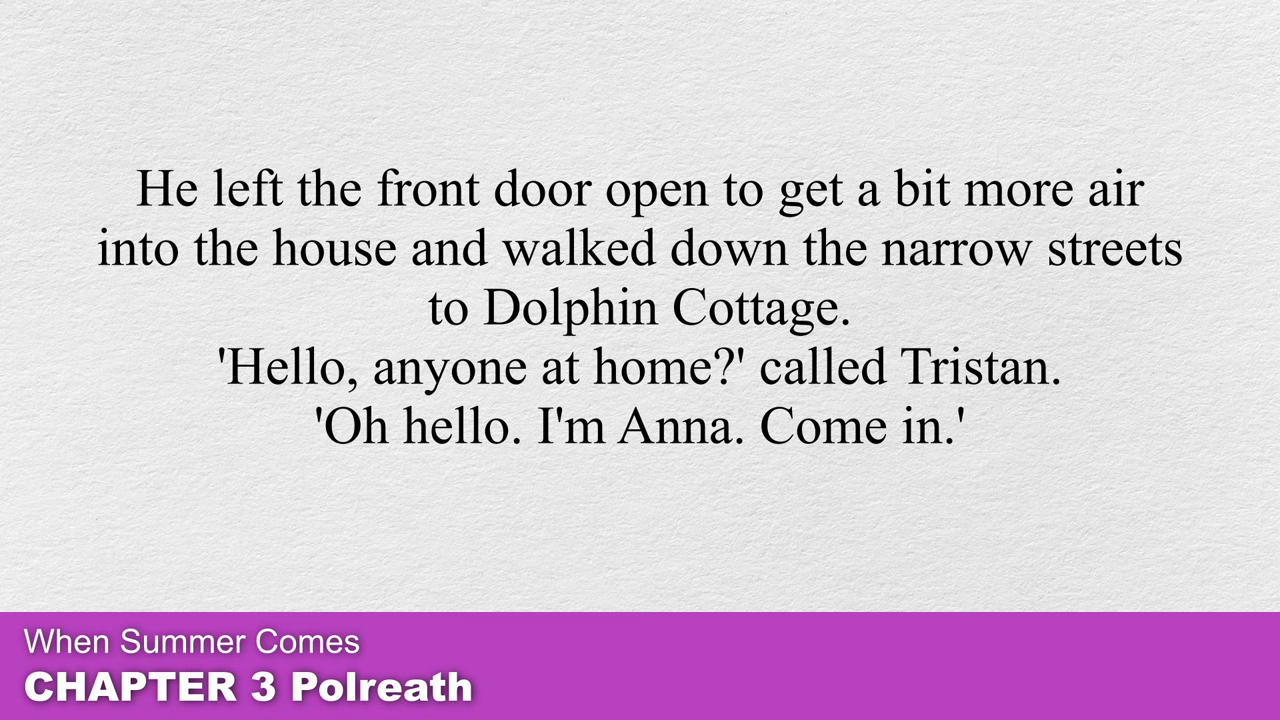 He left the front door open to get a bit more air
into the house and walked down the narrow streets
to Dolphin Cottage.
'Hello, anyone at home?' called Tristan.
'Oh hello. I'm Anna. Come in.'
When Summer Comes
CHAPTER 3 Polreath